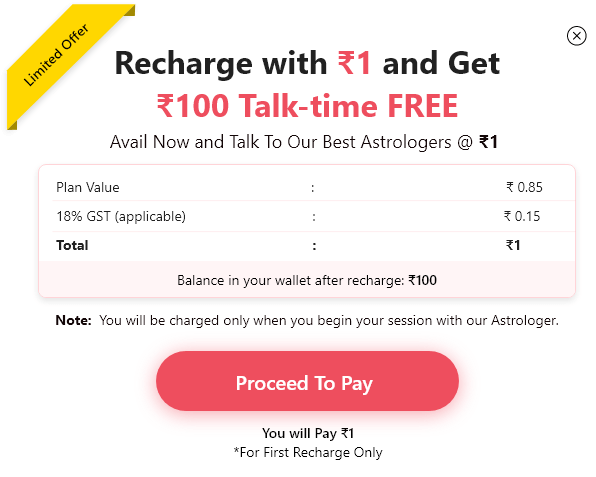 Limited Offer
Recharge with ₹1 and Get
₹100 Talk-time FREE
Avail Now and Talk To Our Best Astrologers @ ₹1
Plan Value : ₹ 0.85
18% GST (applicable) : ₹ 0.15
Total : ₹1
Balance in your wallet after recharge: ₹100
Note: You will be charged only when you begin your session with our Astrologer.
Proceed To Pay
You will Pay ₹1
*For First Recharge Only